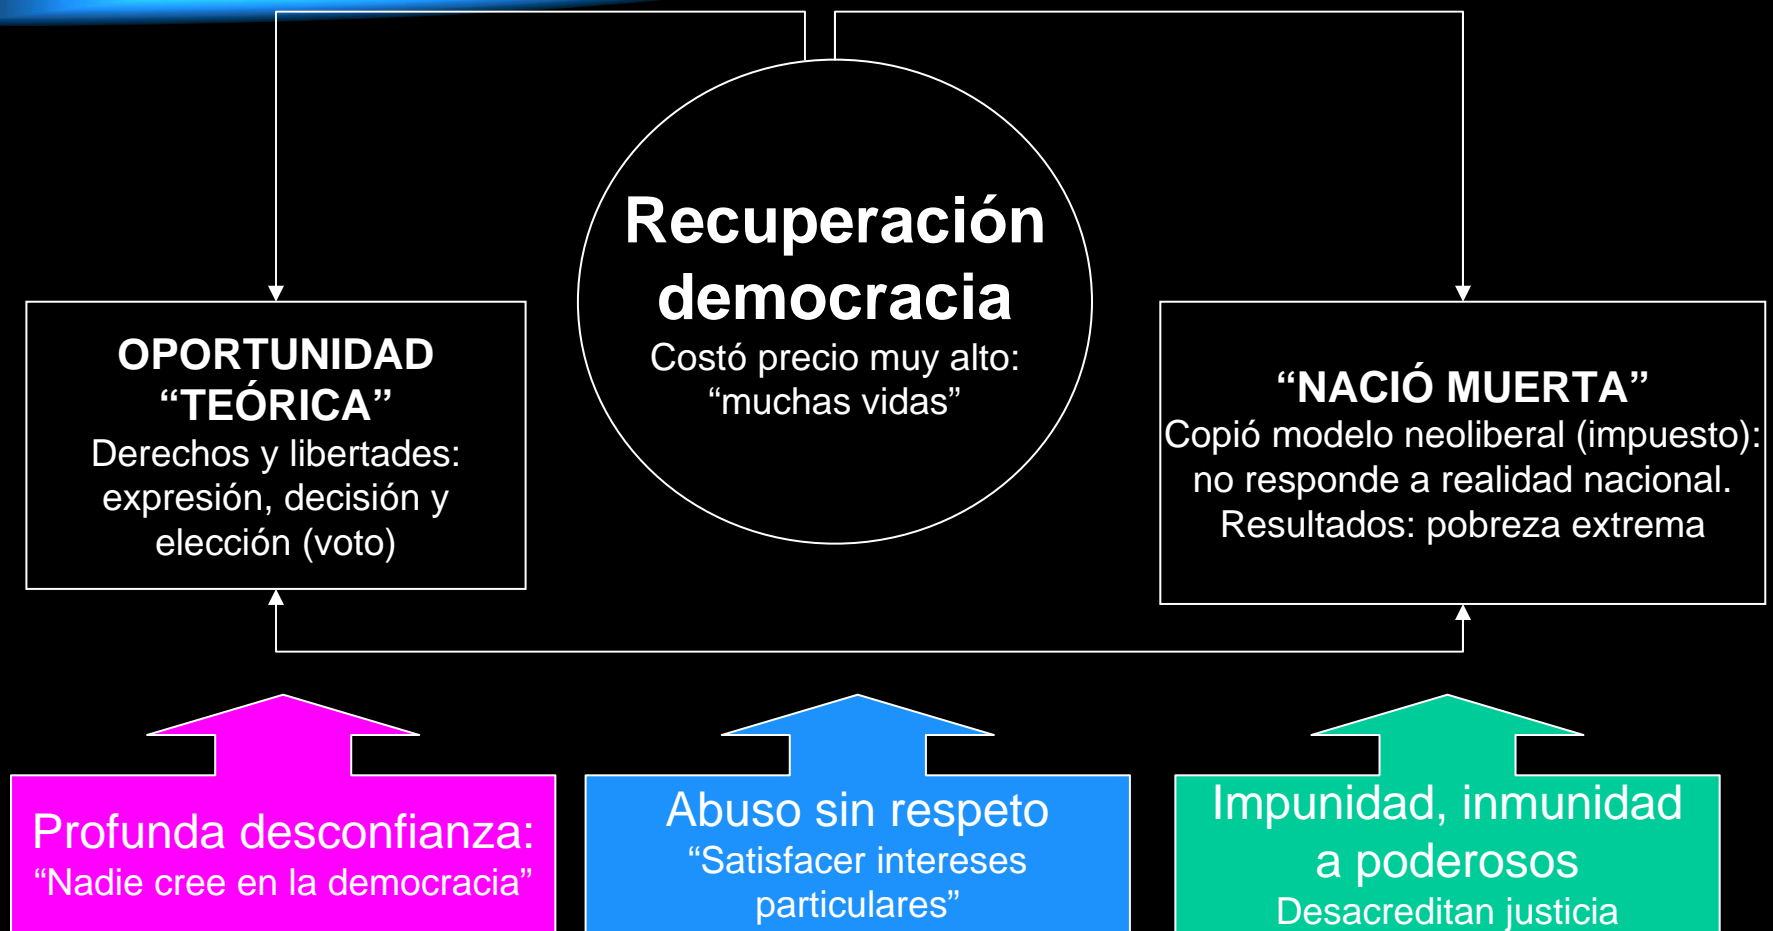 Recuperación
democracia
Costó precio muy alto:
“muchas vidas”
OPORTUNIDAD
“TEÓRICA”
Derechos y libertades:
expresión, decisión y
elección (voto)
“NACIÓ MUERTA”
Copió modelo neoliberal (impuesto):
no responde a realidad nacional.
Resultados: pobreza extrema
Profunda desconfianza:
“Nadie cree en la democracia”
Abuso sin respeto
“Satisfacer intereses
particulares”
Impunidad, inmunidad
a poderosos
Desacreditan justicia